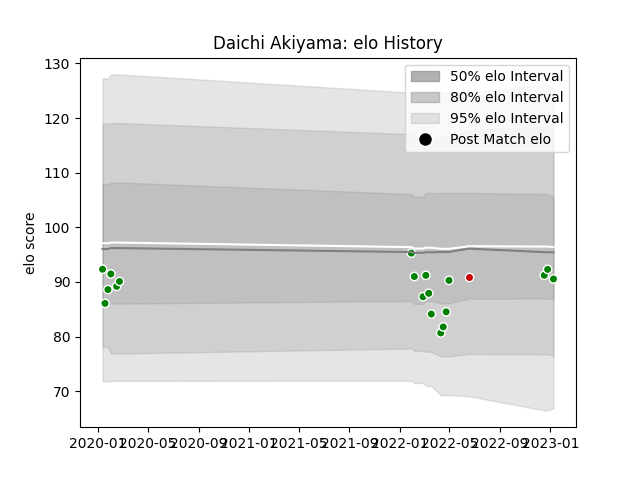 Daichi Akiyama: elo History
130
120
110
100
90
80
70
elo score
50% elo Interval
80% elo Interval
95% elo Interval
Post Match elo
2020-01 2020-05 2020-09 2021-01 2021-05 2021-09 2022-01 2022-05 2022-09 2023-01